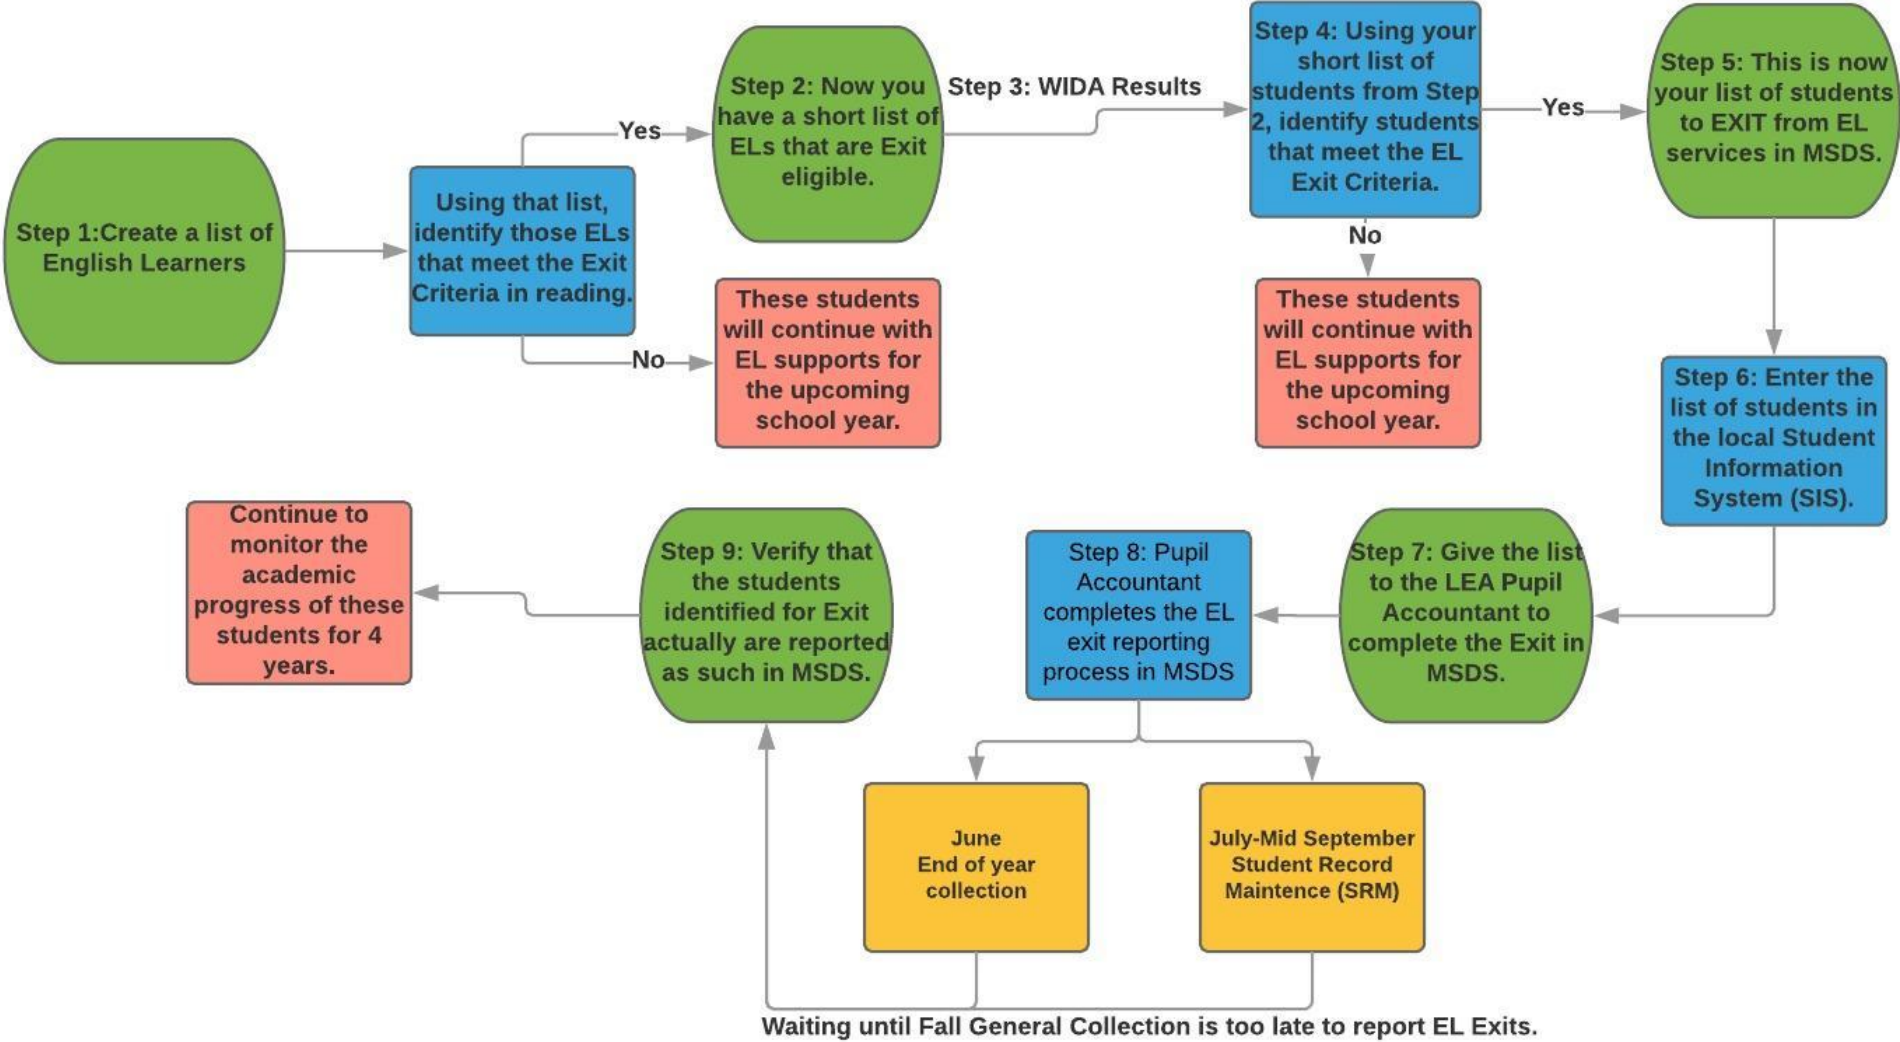 Step 1:Create a list of
English Learners
Using that list,
identify those ELs
that meet the Exit
Criteria in reading.
Yes
No
Step 2: Now you
have a short list of
ELs that are Exit
eligible.
These students
will continue with
EL supports for
the upcoming
school year.
Step 3: WIDA Results
Step 4: Using your
short list of
students from Step
2, identify students
that meet the EL
Exit Criteria.
No
These students
will continue with
EL supports for
the upcoming
school year.
Yes
Step 5: This is now
your list of students
to EXIT from EL
services in MSDS.
Step 6: Enter the
list of students in
the local Student
Information
System (SIS).
Step 7: Give the list
to the LEA Pupil
Accountant to
complete the Exit in
MSDS.
Step 8: Pupil
Accountant
completes the EL
exit reporting
process in MSDS
June
End of year
collection
July-Mid September
Student Record
Maintence (SRM)
Waiting until Fall General Collection is too late to report EL Exits.
Step 9: Verify that
the students
identified for Exit
actually are reported
as such in MSDS.
Continue to
monitor the
academic
progress of these
students for 4
years.